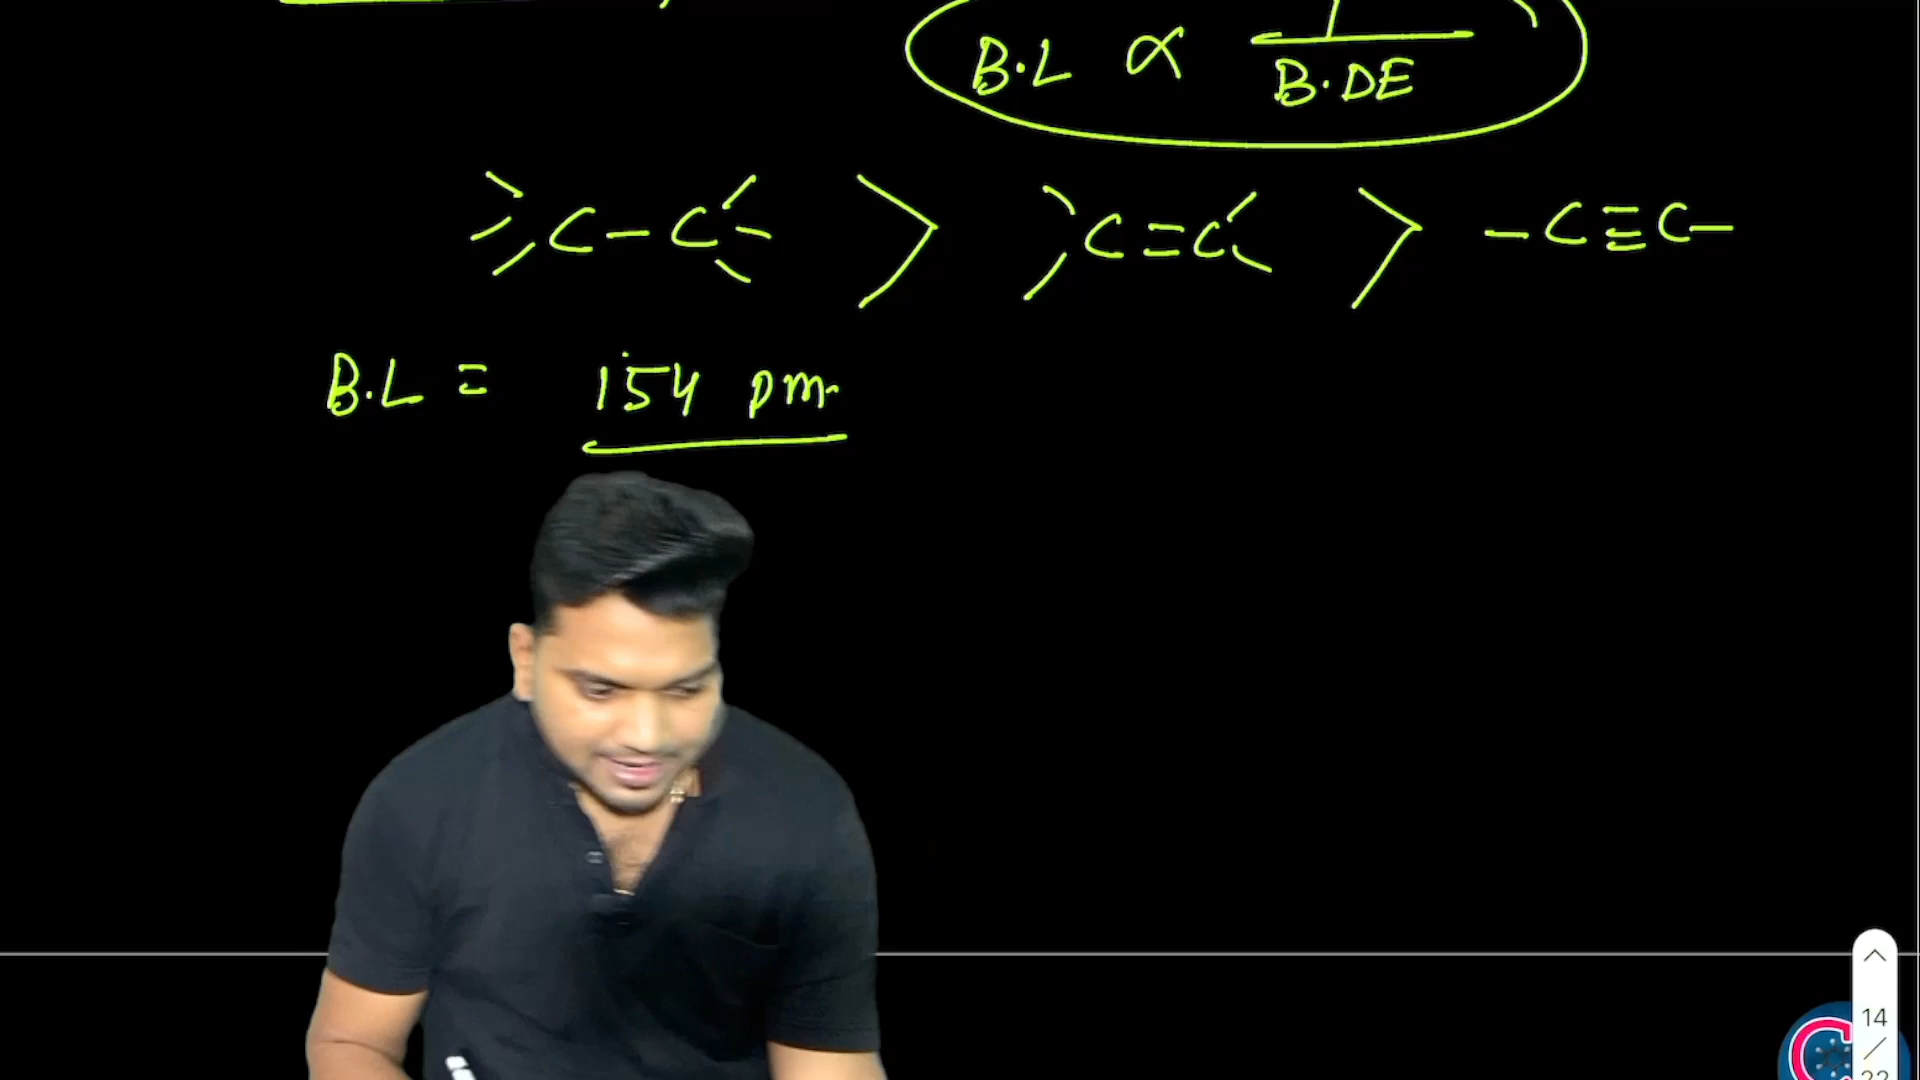 B.L ∝ 1/B.DE
C-C > C=C > -C≡C-
B.L = 154 pm
14
/